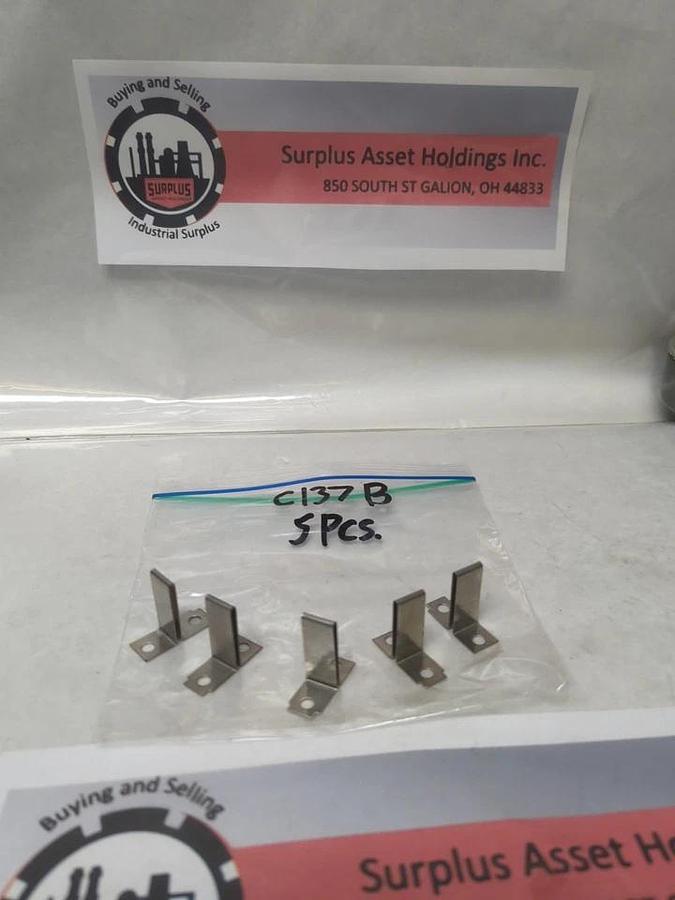 Buying and Selling
SURPLUS
Industrial Surplus
Surplus Asset Holdings Inc.
850 SOUTH ST GALION, OH 44833
C137B
5 Pcs.
Buying and Selling
Surplus Asset